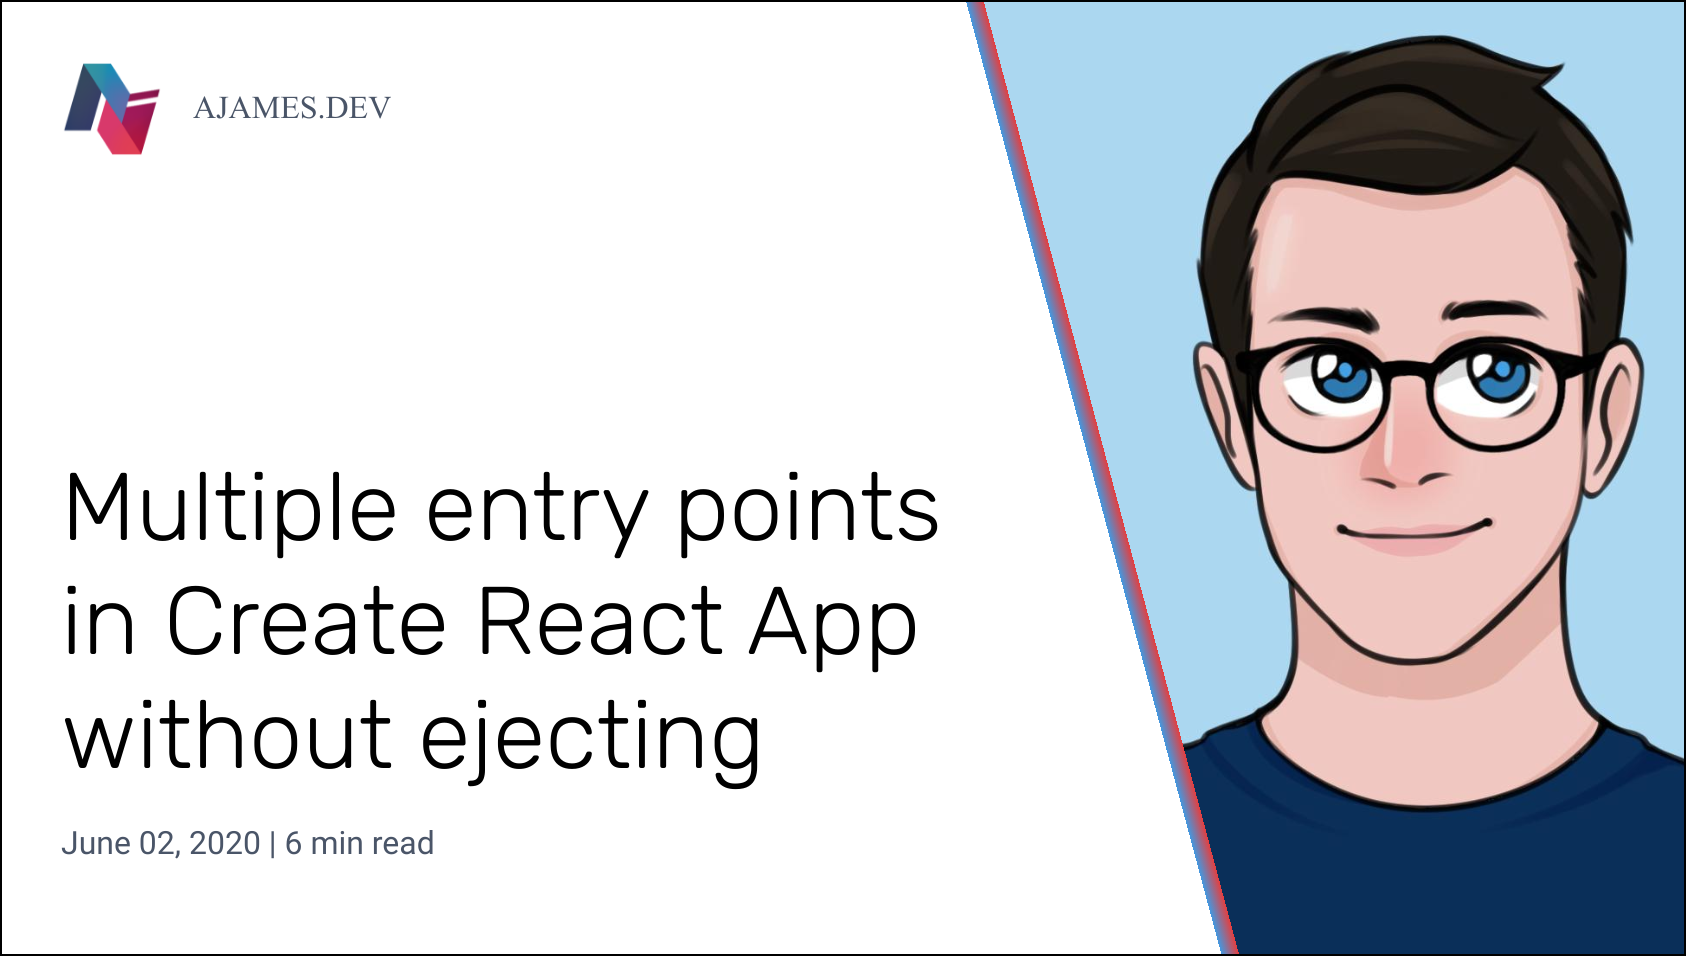 AJAMES.DEV
Multiple entry points
in Create React App
without ejecting
June 02, 2020 | 6 min read